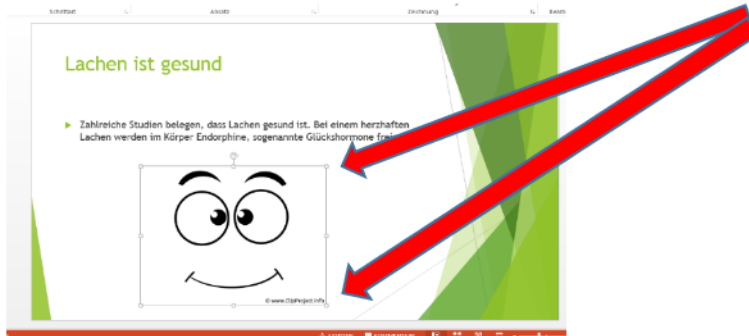 Schriftart Absatz Zeichnung
Lachen ist gesund
Zahlreiche Studien belegen, dass Lachen gesund ist. Bei einem herzhaften
Lachen werden im Körper Endorphine, sogenannte Glückshormone
© www.ClipProject.info